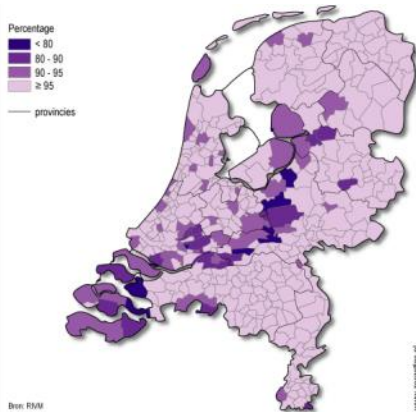 Percentage
< 80
80 - 90
90 - 95
≥ 95
provincies
Bron: RIVM